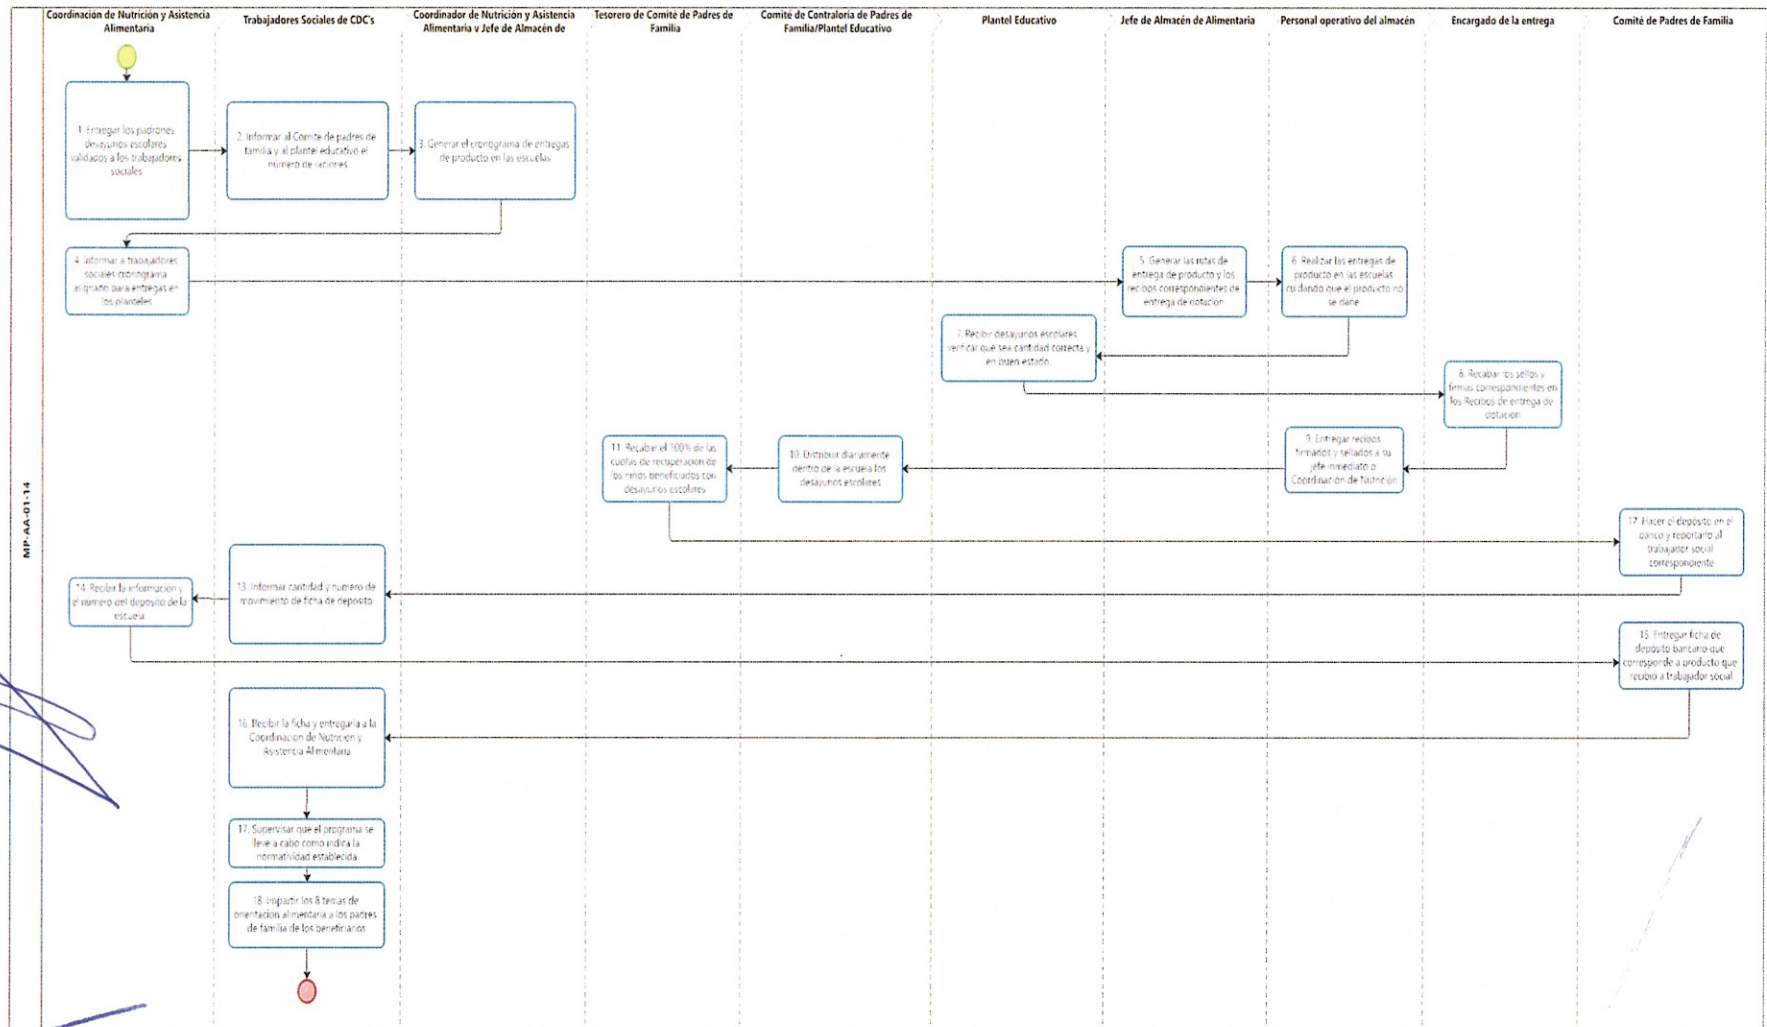 Coordinación de Nutrición y Asistencia
Alimentaria
Trabajadores Sociales de CDC's
Coordinador de Nutrición y Asistencia
Alimentaria y Jefe de Almacén de
Tesorero de Comité de Padres de
Familia
Comité de Contraloría de Padres de
Familia/Plantel Educativo
Plantel Educativo
Jefe de Almacén de Alimentaria
Personal operativo del almacén
Encargado de la entrega
Comité de Padres de Familia
MP-AA-01-14
1. Entregar los padrones
desayunos escolares
validados a los trabajadores
sociales
2. Informar al Comite de padres de
familia y al plantel educativo el
numero de raciones
3. Generar el cronograma de entregas
de producto en las escuelas
4. Informar a trabajadores
sociales cronograma
asignado para entregas en
los planteles
5. Generar las rutas de
entrega de producto y los
recibos correspondientes de
entrega de dotación
6. Realizar las entregas de
producto en las escuelas
cuidando que el producto no
se dañe
7. Recibir desayunos escolares
verificar que sea cantidad correcta y
en buen estado.
8. Recabar los sellos y
firmas correspondientes en
los Recibos de entrega de
dotación
9. Entregar recibos
firmados y sellados a su
jefe inmediato o
Coordinación de Nutrición
10. Distribuir diariamente
dentro de la escuela los
desayunos escolares
11. Recabar el 100% de las
cuotas de recuperación de
los niños beneficiados con
desayunos escolares
12. Hacer el depósito en el
banco y reportarlo al
trabajador social
correspondiente
13. Informar cantidad y numero de
movimiento de ficha de deposito
14. Recibir la información y
el numero del deposito de la
escuela
15. Entregar ficha de
depósito bancario que
corresponde a producto que
recibió a trabajador social
16. Recibir la ficha y entregarla a la
Coordinacion de Nutricion y
Asistencia Alimentaria
17. Supervisar que el programa se
lleve a cabo como indica la
normatividad establecida
18. Impartir los 8 temas de
orientacion alimentaria a los padres
de familia de los beneficiarios